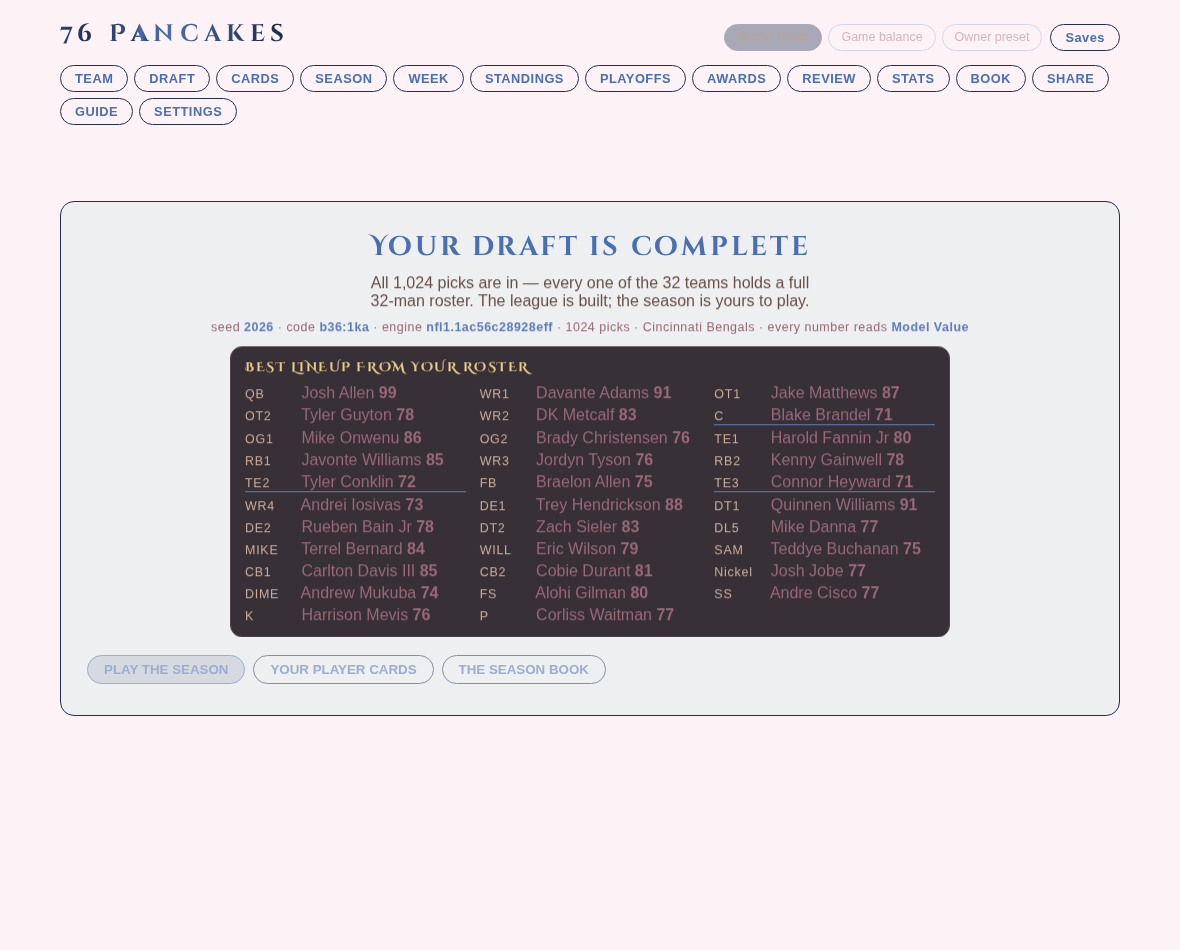 76 PANCAKES
Game balance Owner preset Saves
TEAM DRAFT CARDS SEASON WEEK STANDINGS PLAYOFFS AWARDS REVIEW STATS BOOK SHARE
GUIDE SETTINGS
YOUR DRAFT IS COMPLETE
All 1,024 picks are in — every one of the 32 teams holds a full
32-man roster. The league is built; the season is yours to play.
seed 2026 · code b36:1ka · engine nfl1.1ac56c28928eff · 1024 picks · Cincinnati Bengals · every number reads Model Value
BEST LINEUP FROM YOUR ROSTER
QB Josh Allen 99 WR1 Davante Adams 91 OT1 Jake Matthews 87
OT2 Tyler Guyton 78 WR2 DK Metcalf 83 C Blake Brandel 71
OG1 Mike Onwenu 86 OG2 Brady Christensen 76 TE1 Harold Fannin Jr 80
RB1 Javonte Williams 85 WR3 Jordyn Tyson 76 RB2 Kenny Gainwell 78
TE2 Tyler Conklin 72 FB Braelon Allen 75 TE3 Connor Heyward 71
WR4 Andrei Iosivas 73 DE1 Trey Hendrickson 88 DT1 Quinnen Williams 91
DE2 Rueben Bain Jr 78 DT2 Zach Sieler 83 DL5 Mike Danna 77
MIKE Terrel Bernard 84 WILL Eric Wilson 79 SAM Teddye Buchanan 75
CB1 Carlton Davis III 85 CB2 Cobie Durant 81 Nickel Josh Jobe 77
DIME Andrew Mukuba 74 FS Alohi Gilman 80 SS Andre Cisco 77
K Harrison Mevis 76 P Corliss Waitman 77
PLAY THE SEASON YOUR PLAYER CARDS THE SEASON BOOK